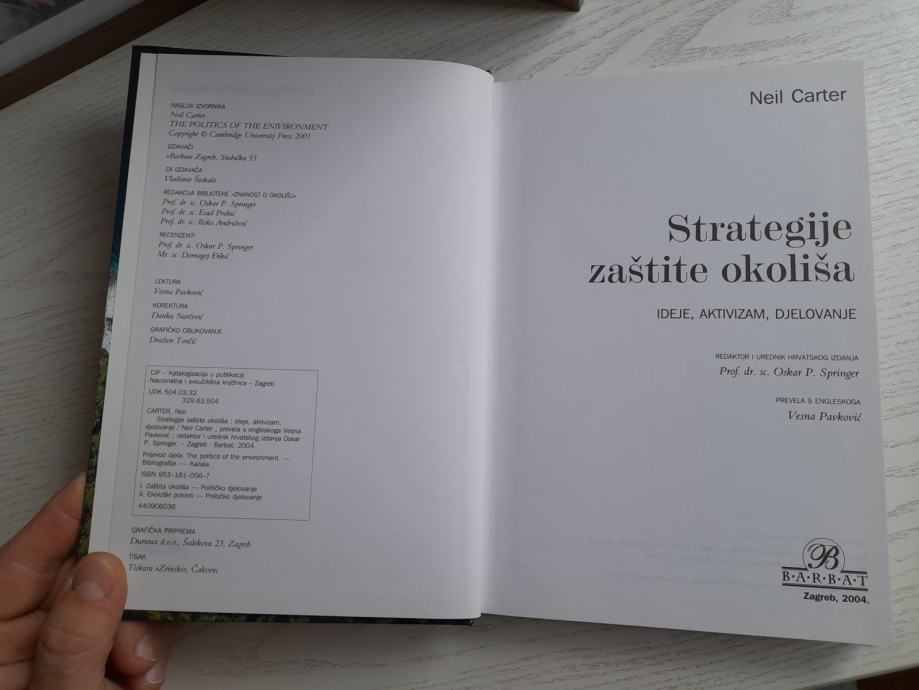 NASLOV IZVORNIKA
Neil Carter
THE POLITICS OF THE ENIVIRONMENT
Copyright © Cambridge University Press 2001
IZDAVAČI
»Barbat« Zagreb, Stubička 55
ZA IZDAVAČA
Vladimir Štokalo
REDAKCIJA BIBLIOTEKE »ZNANOST O OKOLIŠU«
Prof. dr. sc. Oskar P. Springer
Prof. dr. sc. Esad Prohić
Prof. dr. sc. Roko Andričević
RECENZENTI
Prof. dr. sc. Oskar P. Springer
Mr. sc. Domagoj Đikić
LEKTURA
Vesna Pavković
KOREKTURA
Danka Starčević
GRAFIČKO OBLIKOVANJE
Dražen Tončić
CIP – Katalogizacija u publikaciji
Nacionalna i sveučilišna knjižnica – Zagreb
UDK 504.03.32
329.63:504
CARTER, Neil
Strategije zaštite okoliša : ideje, aktivizam,
djelovanje / Neil Carter ; prevela s engleskoga Vesna
Pavković ; redaktor i urednik hrvatskog izdanja Oskar
P. Springer. – Zagreb : Barbat, 2004.
Prijevod djela: The politics of the environment. —
Bibliografija. — Kazala.
ISBN 953-181-056-7
I. Zaštita okoliša — Političko djelovanje
II. Ekološki pokreti — Političko djelovanje
440906036
GRAFIČKA PRIPREMA
Durieux d.o.o., Šulekova 23, Zagreb
TISAK
Tiskara »Zrinski«, Čakovec
Neil Carter
Strategije
zaštite okoliša
IDEJE, AKTIVIZAM, DJELOVANJE
REDAKTOR I UREDNIK HRVATSKOG IZDANJA
Prof. dr. sc. Oskar P. Springer
PREVELA S ENGLESKOGA
Vesna Pavković
B
B·A·R·B·A·T
Zagreb, 2004.